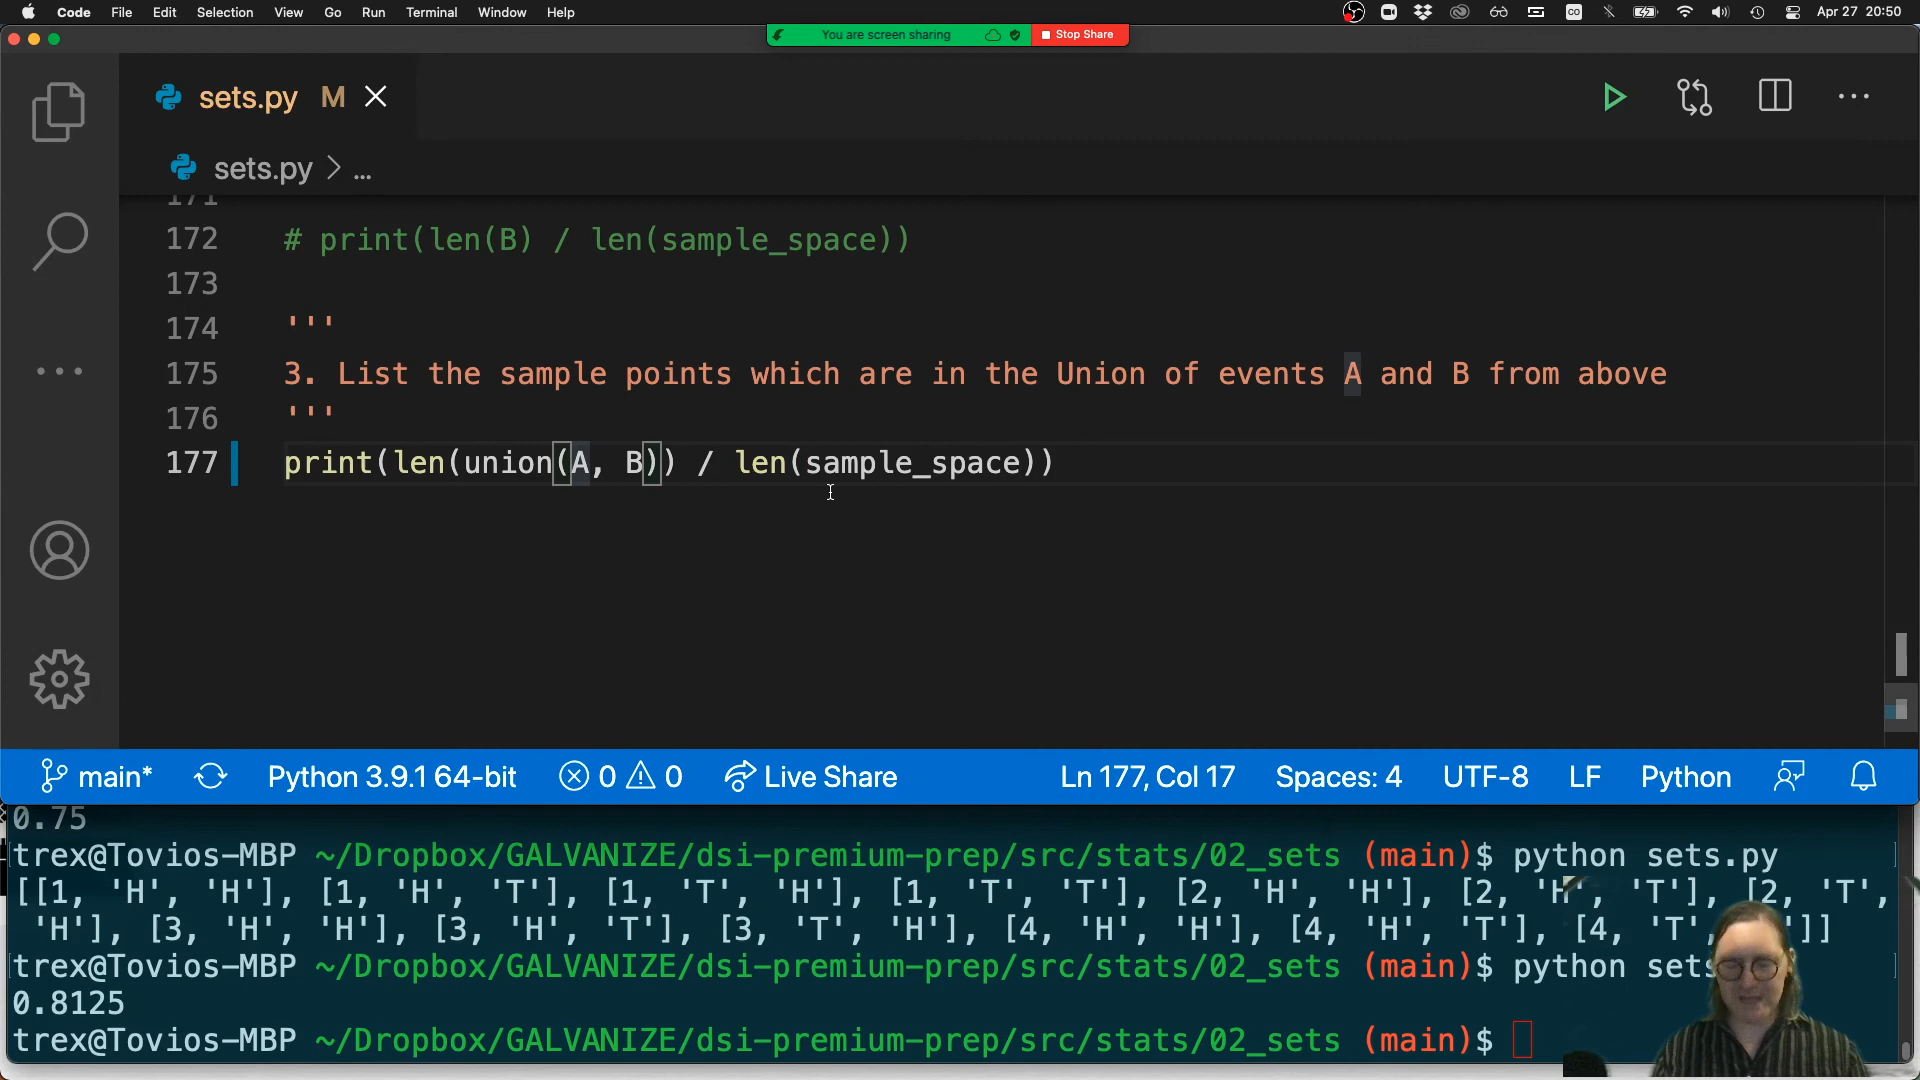 Code File Edit Selection View Go Run Terminal Window Help
Apr 27 20:50
You are screen sharing Stop Share
sets.py M
sets.py > ...
171
172 # print(len(B) / len(sample_space))
173
174 '''
175 3. List the sample points which are in the Union of events A and B from above
176 '''
177 print(len(union(A, B)) / len(sample_space))
main* Python 3.9.1 64-bit 0 0 Live Share Ln 177, Col 17 Spaces: 4 UTF-8 LF Python
0.75
trex@Tovios-MBP ~/Dropbox/GALVANIZE/dsi-premium-prep/src/stats/02_sets (main)$ python sets.py
[[1, 'H', 'H'], [1, 'H', 'T'], [1, 'T', 'H'], [1, 'T', 'T'], [2, 'H', 'H'], [2, 'H', 'T'], [2, 'T',
'H'], [3, 'H', 'H'], [3, 'H', 'T'], [3, 'T', 'H'], [4, 'H', 'H'], [4, 'H', 'T'], [4, 'T', ']]
trex@Tovios-MBP ~/Dropbox/GALVANIZE/dsi-premium-prep/src/stats/02_sets (main)$ python sets
0.8125
trex@Tovios-MBP ~/Dropbox/GALVANIZE/dsi-premium-prep/src/stats/02_sets (main)$